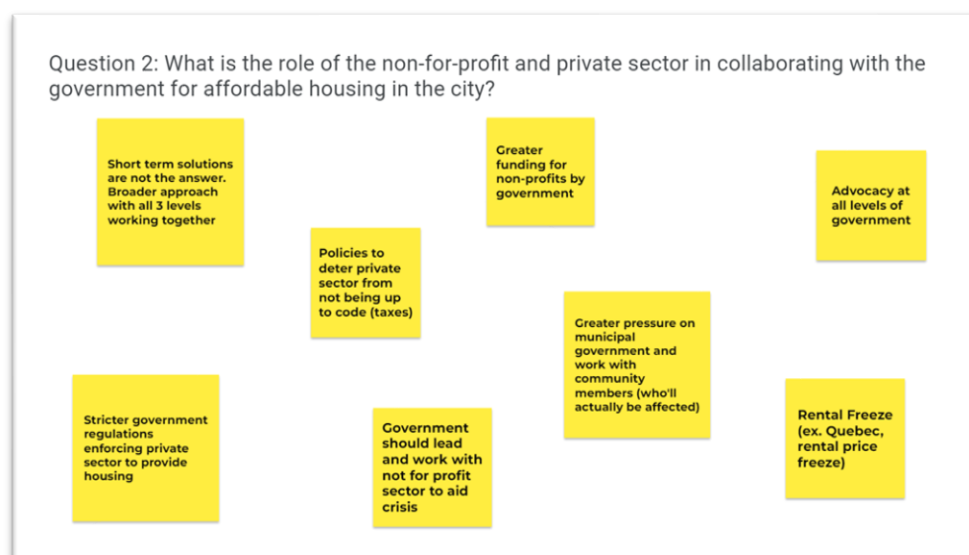 Question 2: What is the role of the non-for-profit and private sector in collaborating with the
government for affordable housing in the city?
Short term solutions
are not the answer.
Broader approach
with all 3 levels
working together
Greater
funding for
non-profits by
government
Advocacy at
all levels of
government
Policies to
deter private
sector from
not being up
to code (taxes)
Greater pressure on
municipal
government and
work with
community
members (who'll
actually be affected)
Stricter government
regulations
enforcing private
sector to provide
housing
Government
should lead
and work with
not for profit
sector to aid
crisis
Rental Freeze
(ex. Quebec,
rental price
freeze)